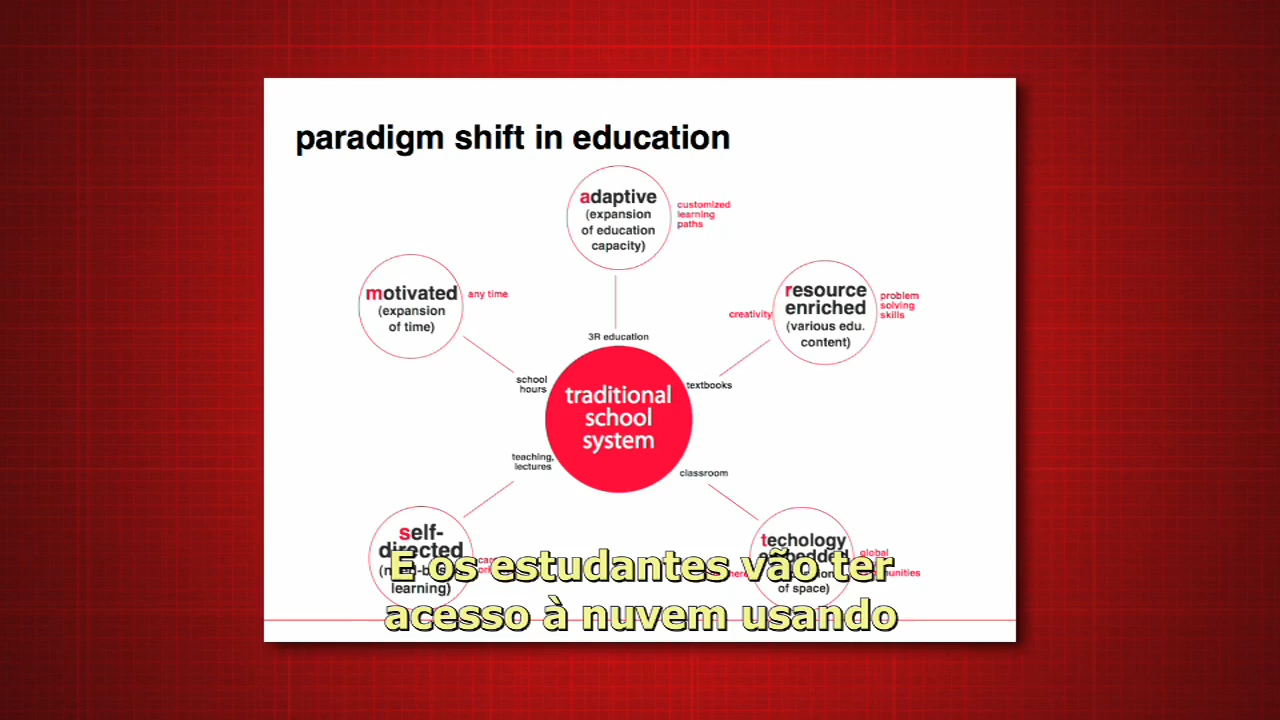 paradigm shift in education
adaptive
(expansion
of education
capacity)
customized
learning
paths
motivated
(expansion
of time)
any time
resource
enriched
(various edu.
content)
creativity
problem
solving
skills
3R education
school
hours
textbooks
traditional
school
system
teaching,
lectures
classroom
self-
directed
learning)
techology
of space)
global
E os estudantes vão ter
acesso à nuvem usando